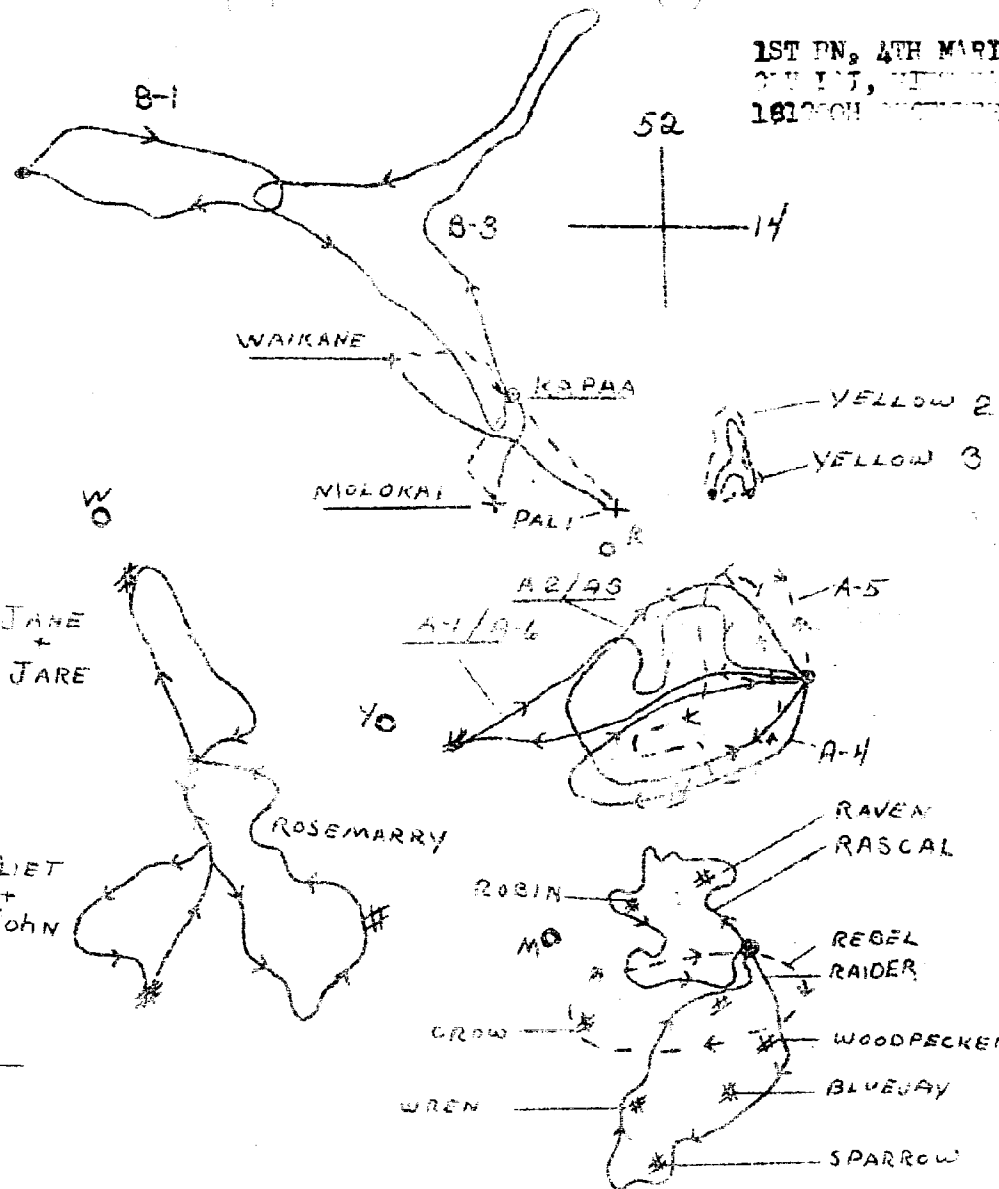 1ST BN, 4TH MARI
B-1
52
B-3
14
WAIKANE
KOPAA
YELLOW 2
YELLOW 3
MOLOKAI
PALI
W
R
A2/A3
A-5
JANE
+
JARE
A-1/A-6
Y
A-4
RAVEN
ROSEMARRY
RASCAL
LIET
+
JOHN
ROBIN
M
REBEL
RAIDER
CROW
WOODPECKER
BLUEJAY
WREN
SPARROW